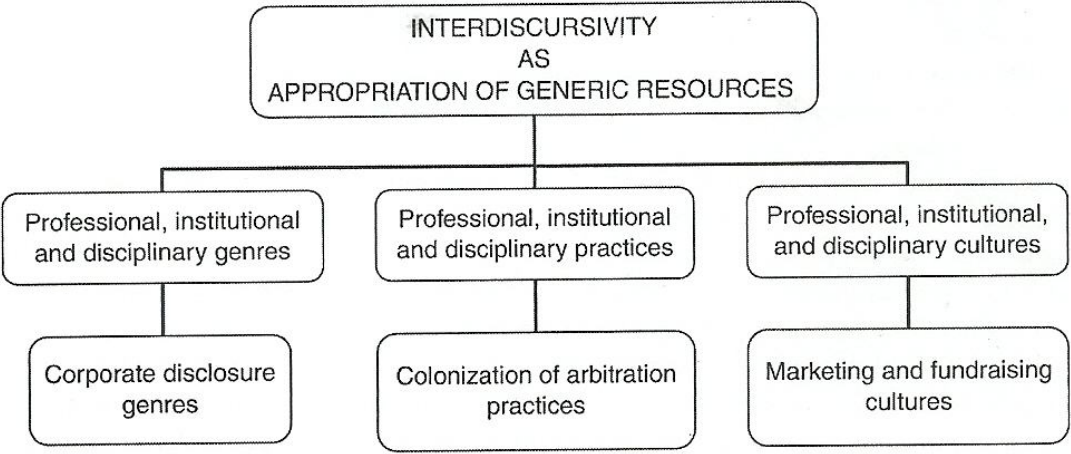 INTERDISCURSIVITY
AS
APPROPRIATION OF GENERIC RESOURCES
Professional, institutional
and disciplinary genres
Professional, institutional
and disciplinary practices
Professional, institutional,
and disciplinary cultures
Corporate disclosure
genres
Colonization of arbitration
practices
Marketing and fundraising
cultures